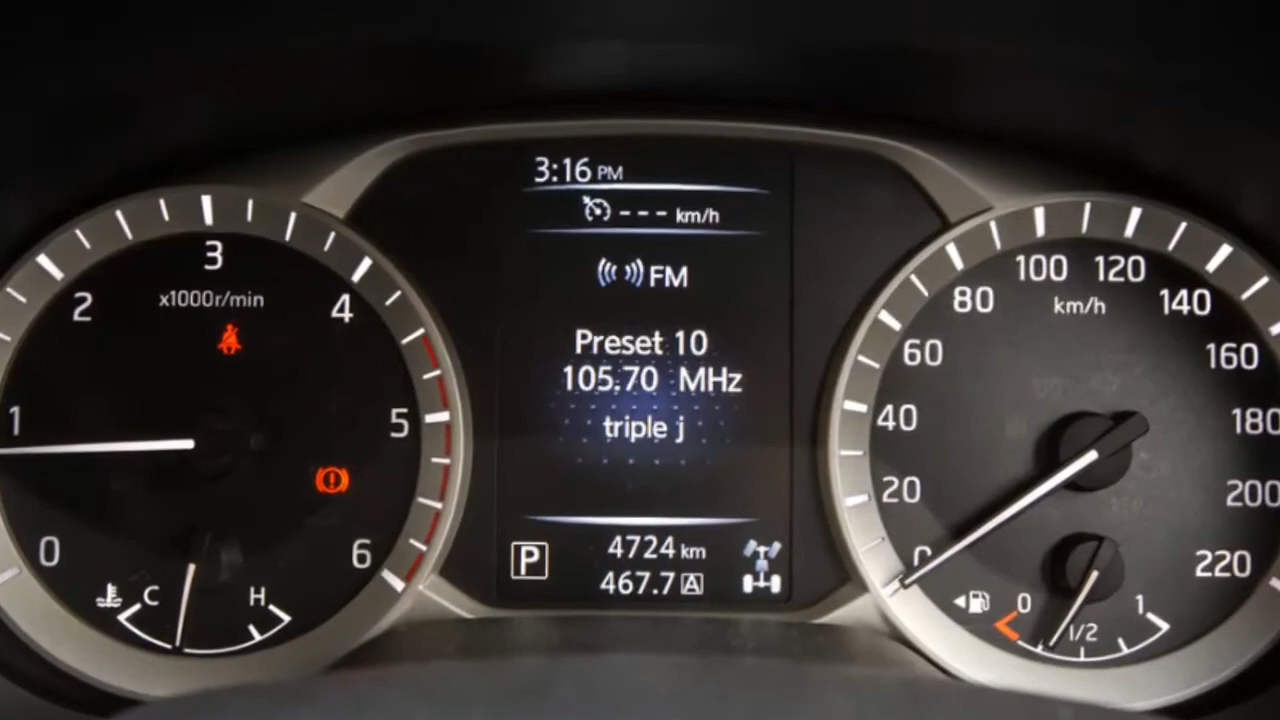 3:16 PM
--- km/h
FM
Preset 10
105.70 MHz
triple j
P
4724 km
467.7 A
0
1
2
3
4
5
6
x1000r/min
C
H
0
20
40
60
80
100
120
140
160
180
200
220
km/h
0
1/2
1